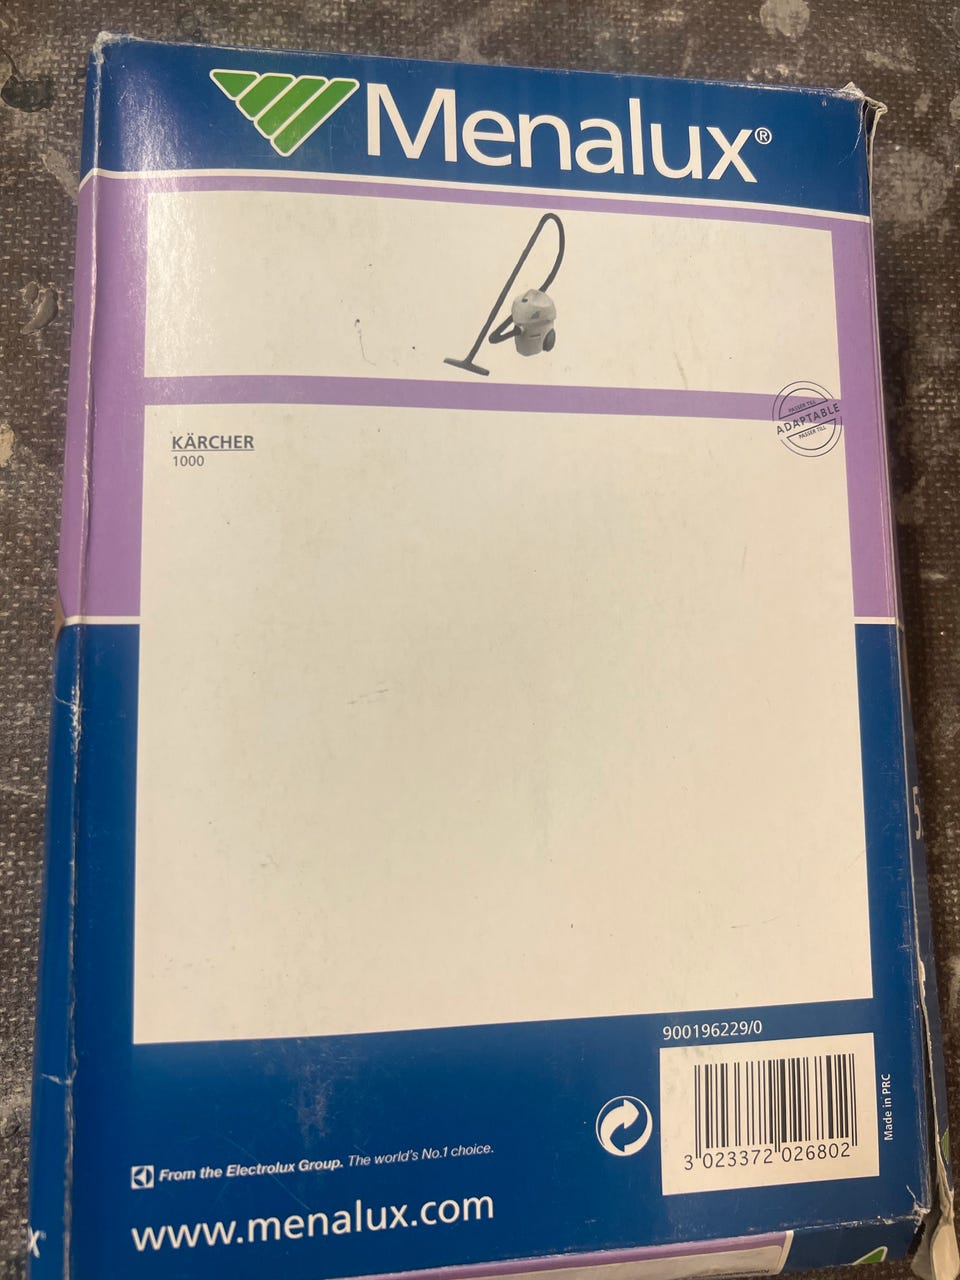 Menalux®
PASSER TILL
ADAPTABLE
PASSER TILL
KÄRCHER
1000
900196229/0
3 023372 026802
Made in PRC
From the Electrolux Group. The world's No.1 choice.
www.menalux.com